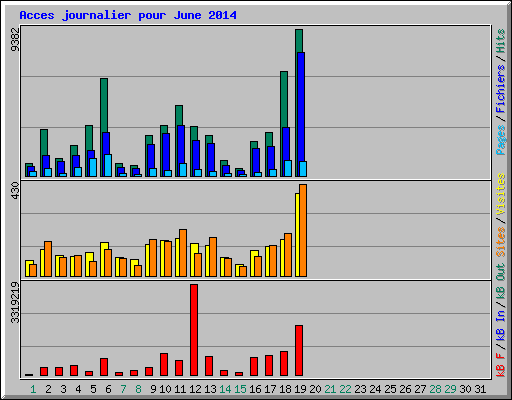 Acces journalier pour June 2014
9382
430
3319219
Pages / Fichiers / Hits
Visites / Sites
kB F / kB In / kB Out
1 2 3 4 5 6 7 8 9 10 11 12 13 14 15 16 17 18 19 20 21 22 23 24 25 26 27 28 29 30 31